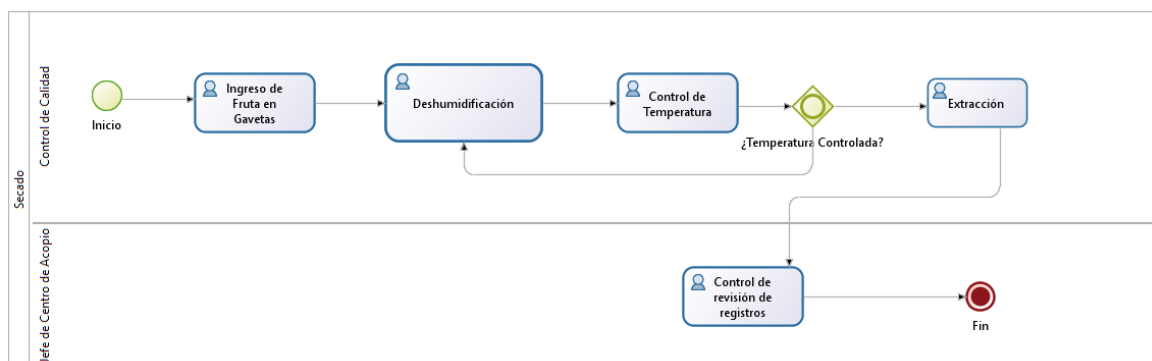 Secado
Control de Calidad
Inicio
Ingreso de
Fruta en
Gavetas
Deshumidificación
Control de
Temperatura
¿Temperatura Controlada?
Extracción
Jefe de Centro de Acopio
Control de
revisión de
registros
Fin